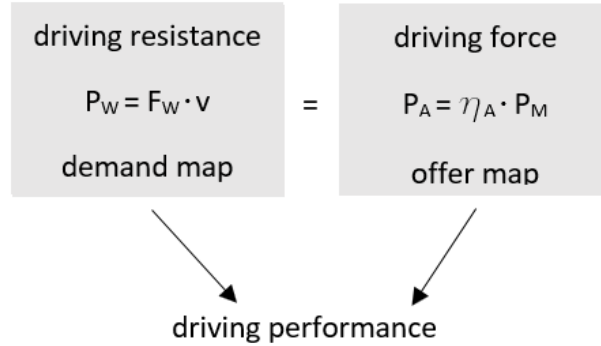 driving resistance
P_W = F_W · v
demand map
=
driving force
P_A = η_A · P_M
offer map
driving performance